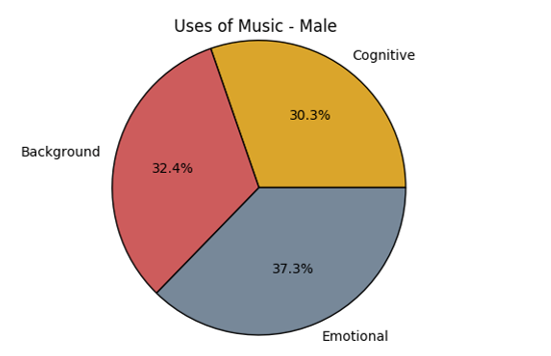 Uses of Music - Male
Cognitive
30.3%
Background
32.4%
37.3%
Emotional